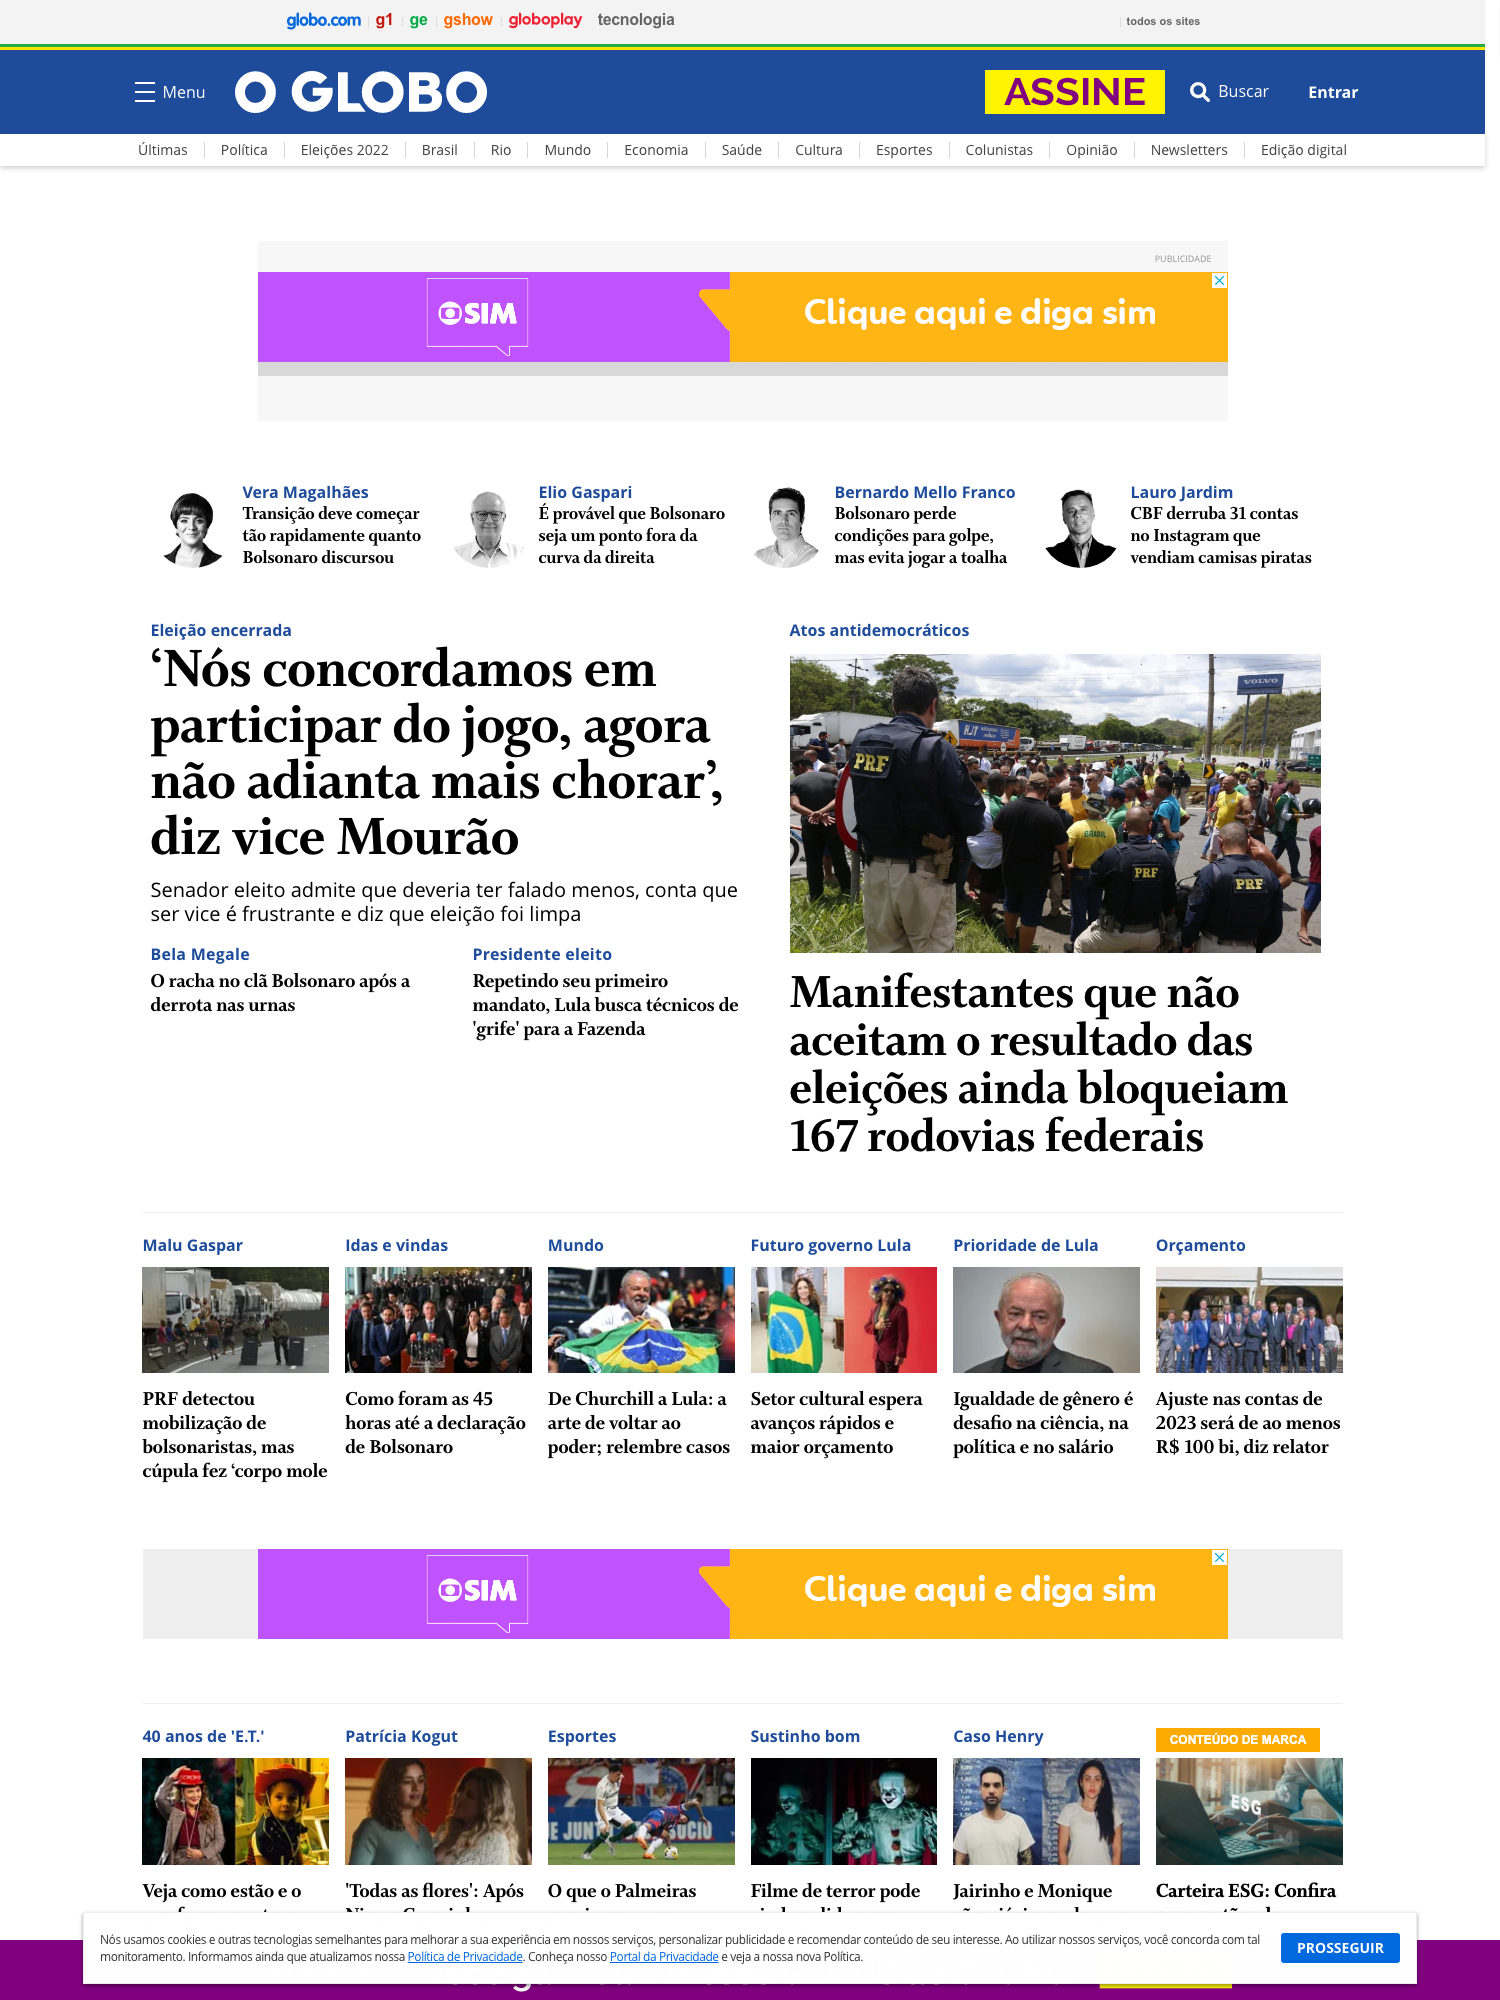 globo.com g1 ge gshow globoplay tecnologia todos os sites
Menu O GLOBO ASSINE Buscar Entrar
Últimas Política Eleições 2022 Brasil Rio Mundo Economia Saúde Cultura Esportes Colunistas Opinião Newsletters Edição digital
PUBLICIDADE
SIM Clique aqui e diga sim
Vera Magalhães
Transição deve começar
tão rapidamente quanto
Bolsonaro discursou
Elio Gaspari
É provável que Bolsonaro
seja um ponto fora da
curva da direita
Bernardo Mello Franco
Bolsonaro perde
condições para golpe,
mas evita jogar a toalha
Lauro Jardim
CBF derruba 31 contas
no Instagram que
vendiam camisas piratas
Eleição encerrada
‘Nós concordamos em
participar do jogo, agora
não adianta mais chorar’,
diz vice Mourão
Senador eleito admite que deveria ter falado menos, conta que
ser vice é frustrante e diz que eleição foi limpa
Bela Megale
O racha no clã Bolsonaro após a
derrota nas urnas
Presidente eleito
Repetindo seu primeiro
mandato, Lula busca técnicos de
'grife' para a Fazenda
Atos antidemocráticos
VOLVO
HJT
PRF
BRASIL
PRF
PRF
Manifestantes que não
aceitam o resultado das
eleições ainda bloqueiam
167 rodovias federais
Malu Gaspar
PRF detectou
mobilização de
bolsonaristas, mas
cúpula fez ‘corpo mole
Idas e vindas
Como foram as 45
horas até a declaração
de Bolsonaro
Mundo
De Churchill a Lula: a
arte de voltar ao
poder; relembre casos
Futuro governo Lula
Setor cultural espera
avanços rápidos e
maior orçamento
Prioridade de Lula
Igualdade de gênero é
desafio na ciência, na
política e no salário
Orçamento
Ajuste nas contas de
2023 será de ao menos
R$ 100 bi, diz relator
SIM Clique aqui e diga sim
40 anos de 'E.T.'
Veja como estão e o
Patrícia Kogut
'Todas as flores': Após
Esportes
O que o Palmeiras
Sustinho bom
Filme de terror pode
Caso Henry
Jairinho e Monique
CONTEÚDO DE MARCA
ESG
Carteira ESG: Confira
Nós usamos cookies e outras tecnologias semelhantes para melhorar a sua experiência em nossos serviços, personalizar publicidade e recomendar conteúdo de seu interesse. Ao utilizar nossos serviços, você concorda com tal
monitoramento. Informamos ainda que atualizamos nossa Política de Privacidade. Conheça nosso Portal da Privacidade e veja a nossa nova Política.
PROSSEGUIR